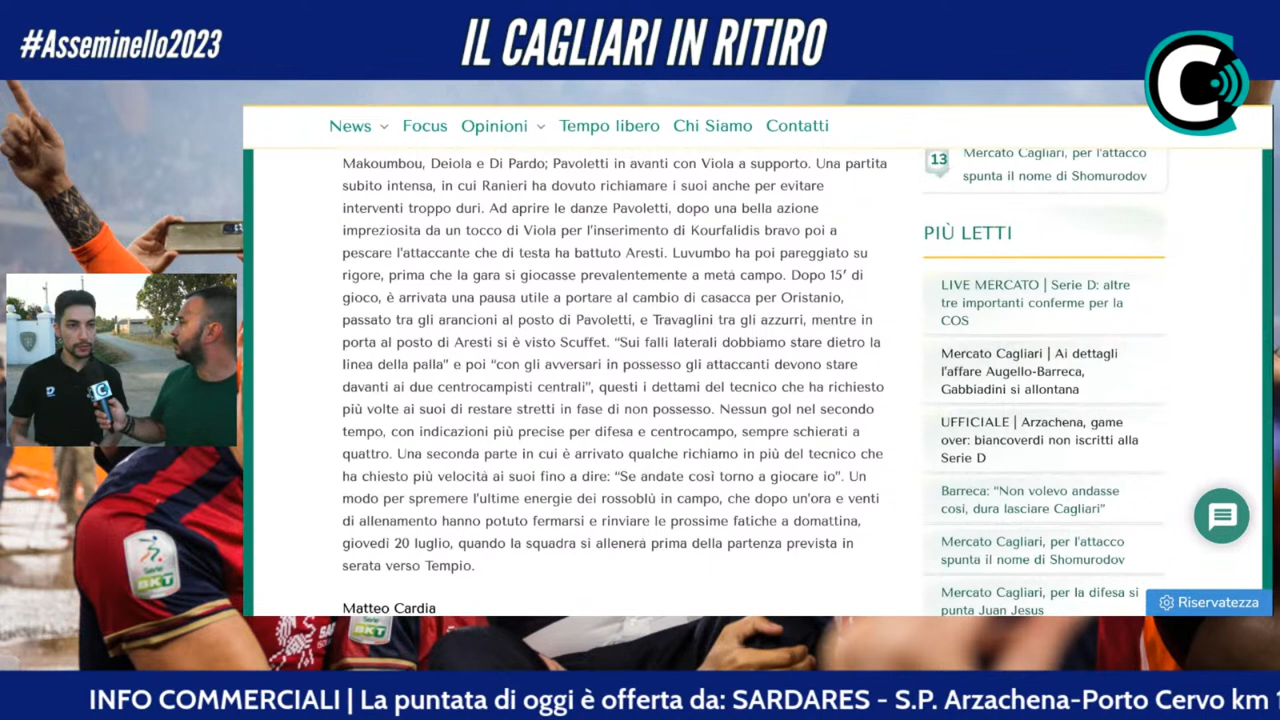 #Asseminello2023
IL CAGLIARI IN RITIRO
C
News
Focus
Opinioni
Tempo libero
Chi Siamo
Contatti
Makoumbou, Deiola e Di Pardo; Pavoletti in avanti con Viola a supporto. Una partita
subito intensa, in cui Ranieri ha dovuto richiamare i suoi anche per evitare
interventi troppo duri. Ad aprire le danze Pavoletti, dopo una bella azione
impreziosita da un tocco di Viola per l'inserimento di Kourfalidis bravo poi a
pescare l'attaccante che di testa ha battuto Aresti. Luvumbo ha poi pareggiato su
rigore, prima che la gara si giocasse prevalentemente a metà campo. Dopo 15' di
gioco, è arrivata una pausa utile a portare al cambio di casacca per Oristanio,
passato tra gli arancioni al posto di Pavoletti, e Travaglini tra gli azzurri, mentre in
porta al posto di Aresti si è visto Scuffet. "Sui falli laterali dobbiamo stare dietro la
linea della palla" e poi "con gli avversari in possesso gli attaccanti devono stare
davanti ai due centrocampisti centrali", questi i dettami del tecnico che ha richiesto
più volte ai suoi di restare stretti in fase di non possesso. Nessun gol nel secondo
tempo, con indicazioni più precise per difesa e centrocampo, sempre schierati a
quattro. Una seconda parte in cui è arrivato qualche richiamo in più del tecnico che
ha chiesto più velocità ai suoi fino a dire: "Se andate così torno a giocare io". Un
modo per spremere l'ultime energie dei rossoblù in campo, che dopo un'ora e venti
di allenamento hanno potuto fermarsi e rinviare le prossime fatiche a domattina,
giovedì 20 luglio, quando la squadra si allenerà prima della partenza prevista in
serata verso Tempio.
Matteo Cardia
13
Mercato Cagliari, per l'attacco
spunta il nome di Shomurodov
PIÙ LETTI
LIVE MERCATO | Serie D: altre
tre importanti conferme per la
COS
Mercato Cagliari | Ai dettagli
l'affare Augello-Barreca,
Gabbiadini si allontana
UFFICIALE | Arzachena, game
over: biancoverdi non iscritti alla
Serie D
Barreca: "Non volevo andasse
così, dura lasciare Cagliari"
Mercato Cagliari, per l'attacco
spunta il nome di Shomurodov
Mercato Cagliari, per la difesa si
punta Juan Jesus
Riservatezza
C
Serie
BKT
Serie
BKT
INFO COMMERCIALI | La puntata di oggi è offerta da: SARDARES - S.P. Arzachena-Porto Cervo km